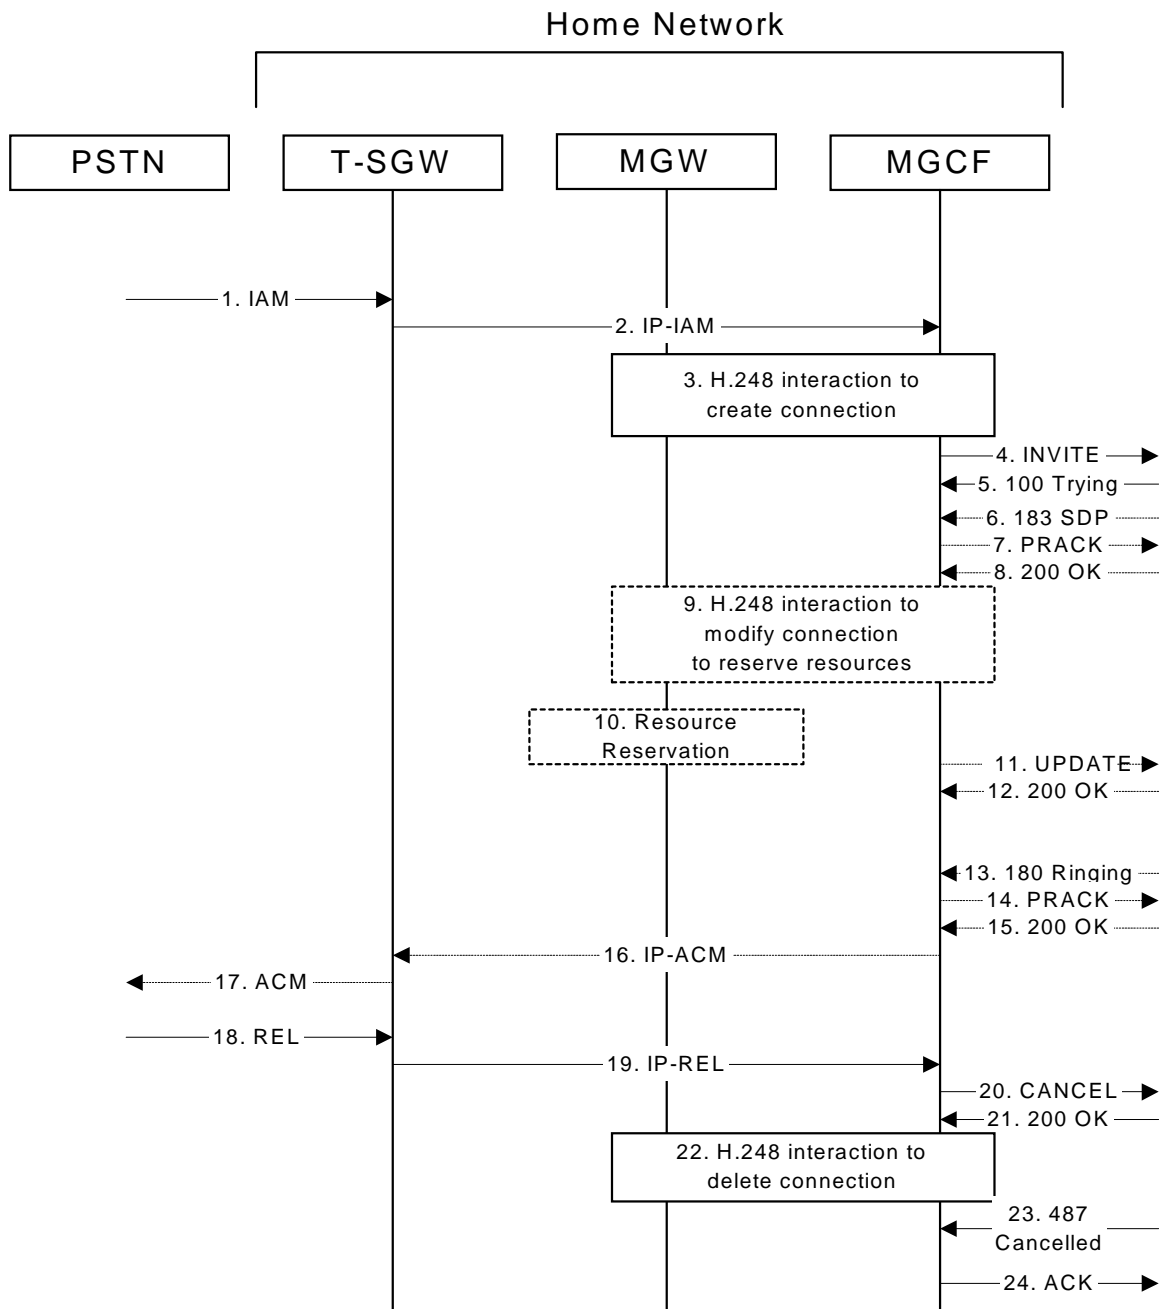 Home Network
PSTN
T-SGW
MGW
MGCF
1. IAM
2. IP-IAM
3. H.248 interaction to
create connection
4. INVITE
5. 100 Trying
6. 183 SDP
7. PRACK
8. 200 OK
9. H.248 interaction to
modify connection
to reserve resources
10. Resource
Reservation
11. UPDATE
12. 200 OK
13. 180 Ringing
14. PRACK
15. 200 OK
16. IP-ACM
17. ACM
18. REL
19. IP-REL
20. CANCEL
21. 200 OK
22. H.248 interaction to
delete connection
23. 487
Cancelled
24. ACK